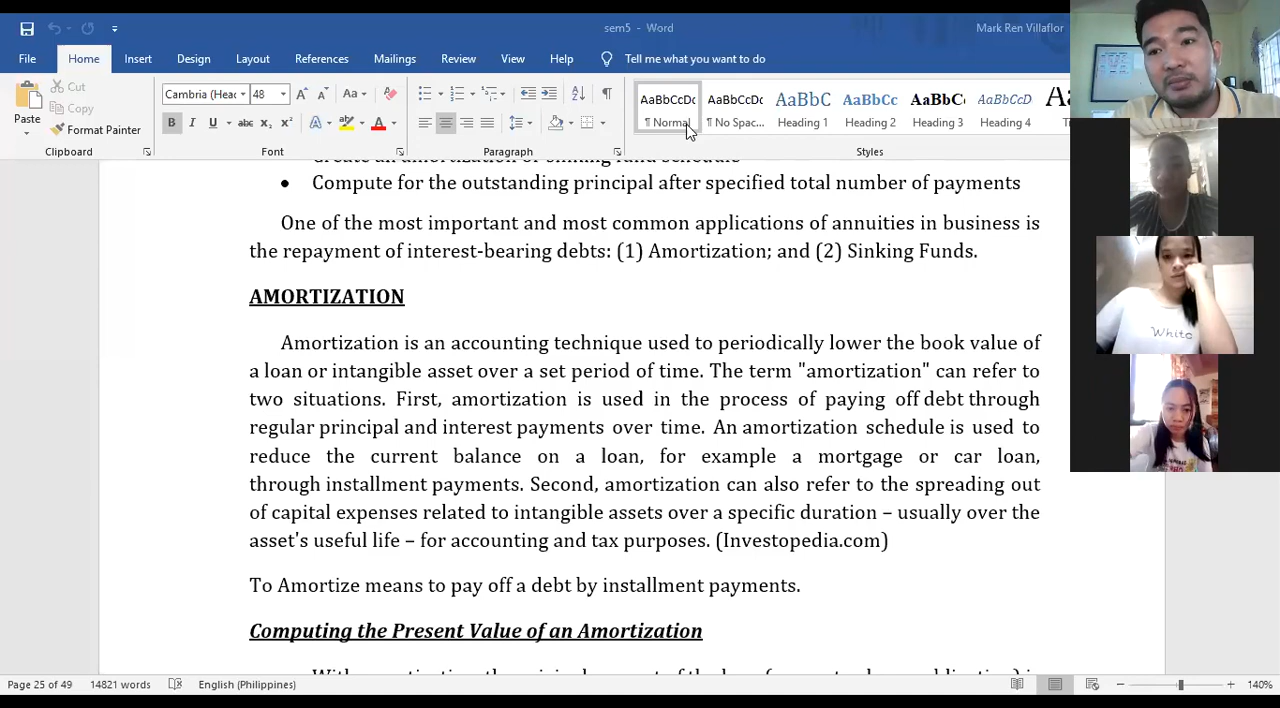 sem5 - Word
Mark Ren Villaflor
File Home Insert Design Layout References Mailings Review View Help Tell me what you want to do
Cut
Copy
Format Painter
Paste
Clipboard
Cambria (Head 48
Font
Paragraph
AaBbCcDc AaBbCcDc AaBbC AaBbCc AaBbCc AaBbCcD
¶ Normal ¶ No Spac... Heading 1 Heading 2 Heading 3 Heading 4
Styles
Create an amortization or sinking fund schedule
• Compute for the outstanding principal after specified total number of payments
One of the most important and most common applications of annuities in business is
the repayment of interest-bearing debts: (1) Amortization; and (2) Sinking Funds.
AMORTIZATION
Amortization is an accounting technique used to periodically lower the book value of
a loan or intangible asset over a set period of time. The term "amortization" can refer to
two situations. First, amortization is used in the process of paying off debt through
regular principal and interest payments over time. An amortization schedule is used to
reduce the current balance on a loan, for example a mortgage or car loan,
through installment payments. Second, amortization can also refer to the spreading out
of capital expenses related to intangible assets over a specific duration – usually over the
asset's useful life – for accounting and tax purposes. (Investopedia.com)
To Amortize means to pay off a debt by installment payments.
Computing the Present Value of an Amortization
Page 25 of 49 14821 words English (Philippines) 140%